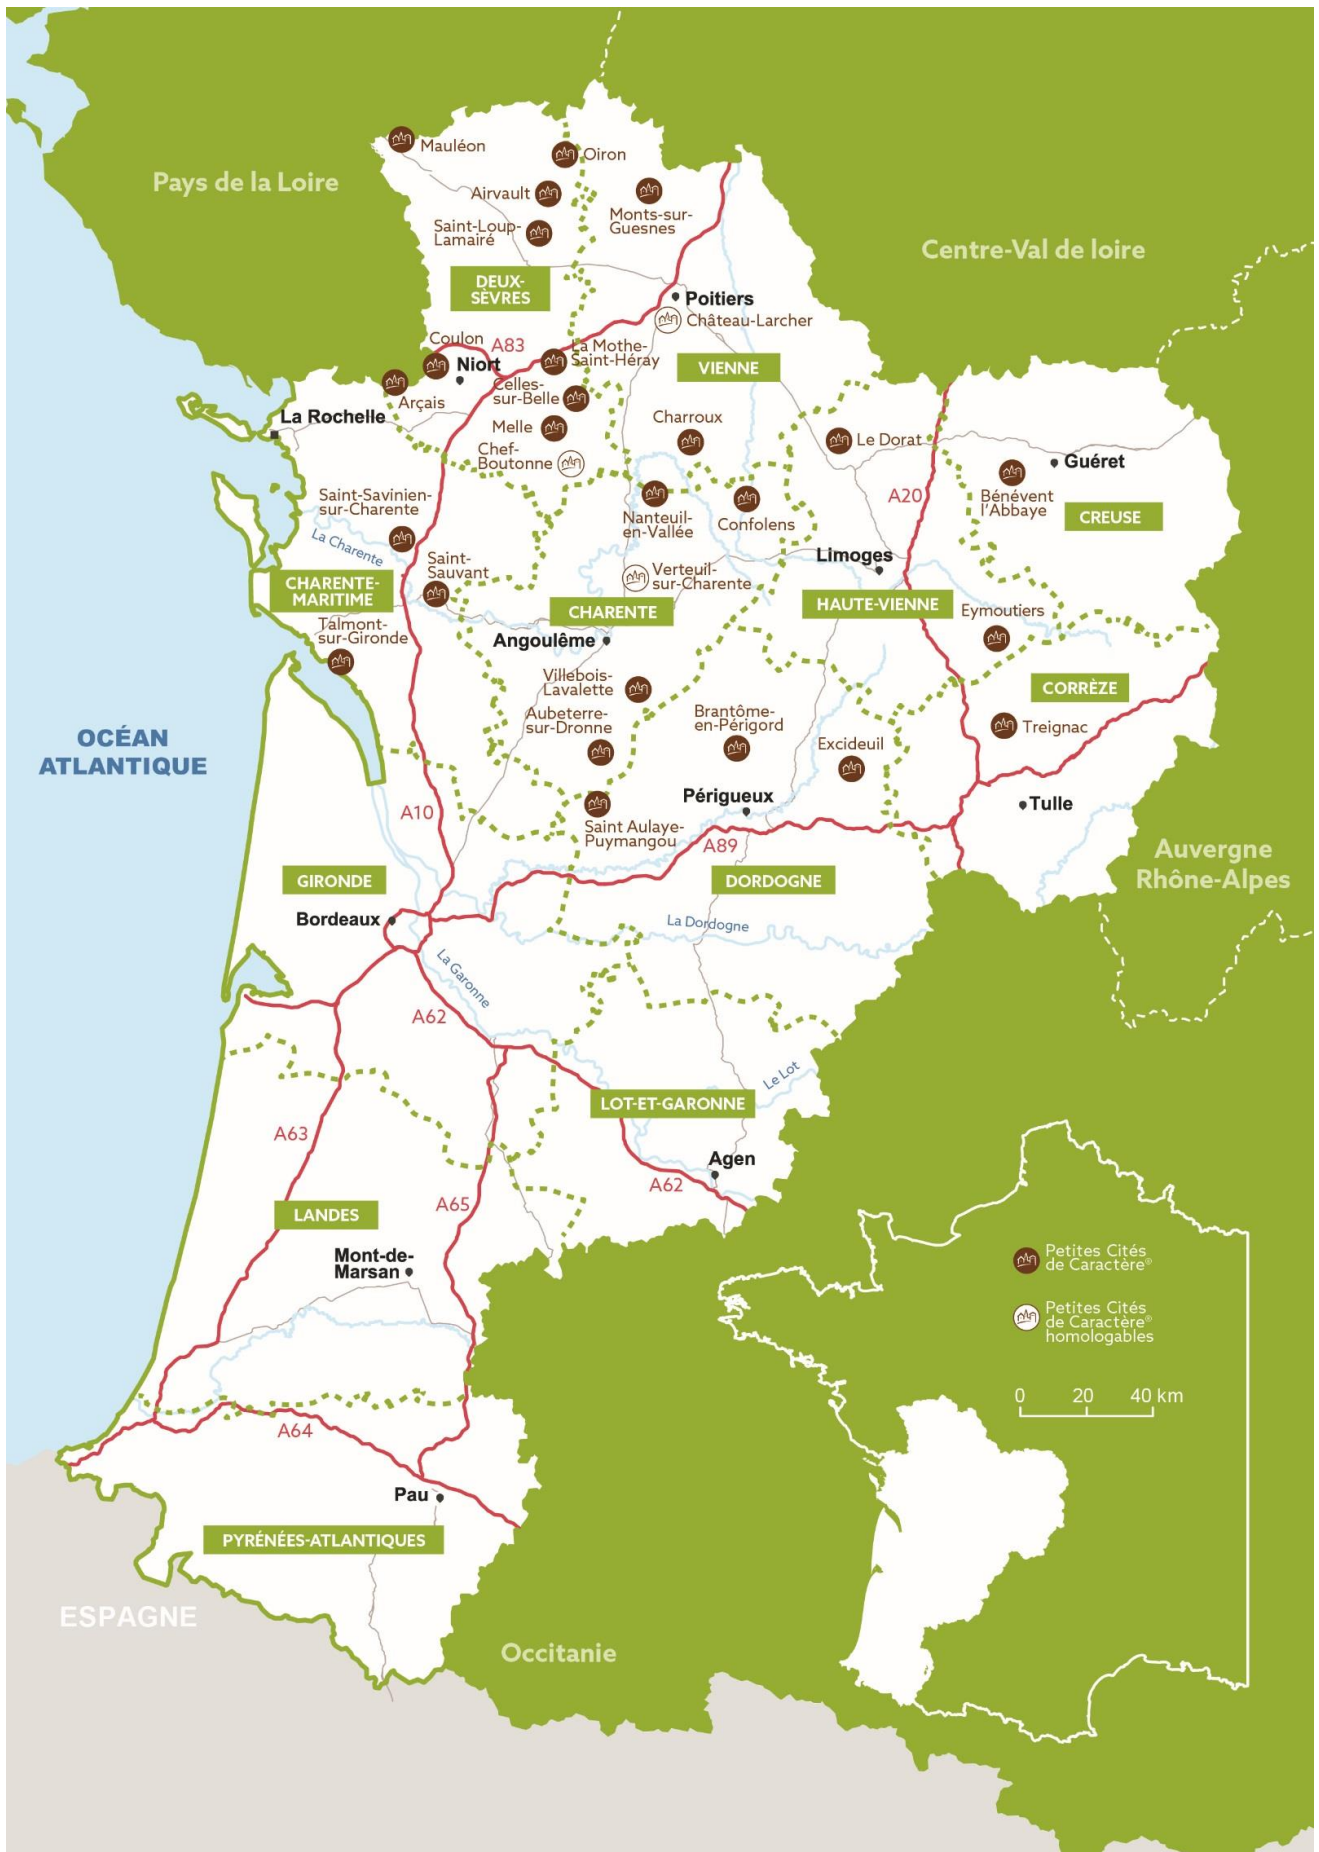 Mauléon
Oiron
Pays de la Loire
Airvault
Monts-sur-
Guesnes
Saint-Loup-
Lamairé
Centre-Val de loire
DEUX-
SÈVRES
Poitiers
Château-Larcher
Coulon
A83
La Mothe-
Saint-Héray
Niort
VIENNE
Celles-
sur-Belle
Arçais
La Rochelle
Melle
Charroux
Le Dorat
Chef-
Boutonne
Guéret
Saint-Savinien-
sur-Charente
A20
Bénévent
l'Abbaye
Nanteuil-
en-Vallée
Confolens
CREUSE
La Charente
Saint-
Sauvant
Limoges
Verteuil-
sur-Charente
CHARENTE-
MARITIME
CHARENTE
HAUTE-VIENNE
Eymoutiers
Talmont-
sur-Gironde
Angoulême
Villebois-
Lavalette
CORRÈZE
Aubeterre-
sur-Dronne
Brantôme-
en-Périgord
Treignac
OCÉAN
ATLANTIQUE
Excideuil
Périgueux
Tulle
A10
Saint Aulaye-
Puymangou
A89
Auvergne
Rhône-Alpes
GIRONDE
DORDOGNE
Bordeaux
La Dordogne
La Garonne
A62
Le Lot
LOT-ET-GARONNE
A63
Agen
A62
A65
LANDES
Mont-de-
Marsan
Petites Cités
de Caractère®
Petites Cités
de Caractère®
homologables
0 20 40 km
A64
Pau
PYRÉNÉES-ATLANTIQUES
ESPAGNE
Occitanie